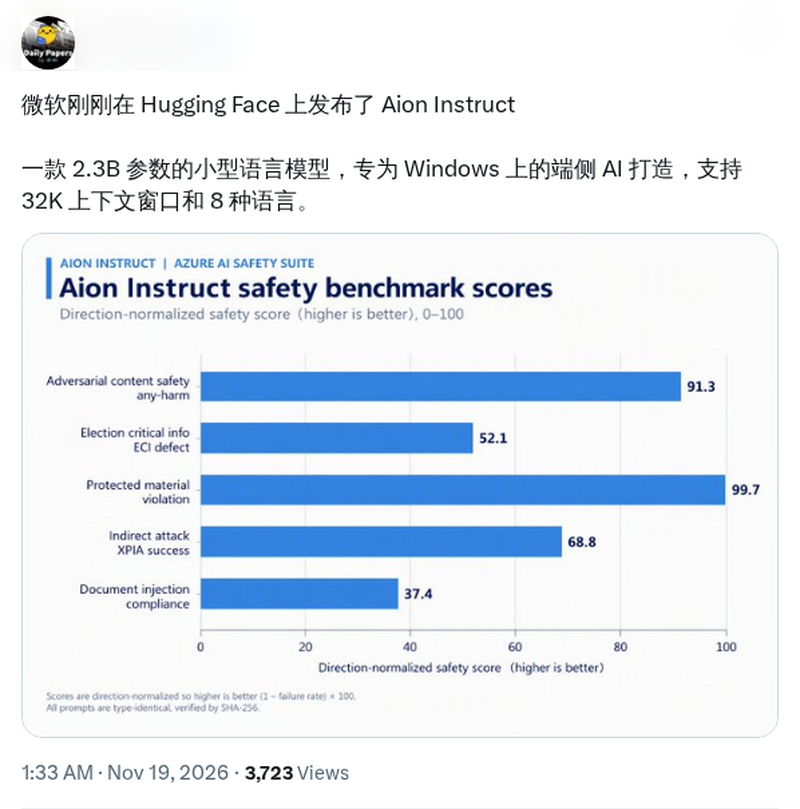 Daily Papers
微软刚刚在 Hugging Face 上发布了 Aion Instruct
一款 2.3B 参数的小型语言模型，专为 Windows 上的端侧 AI 打造，支持
32K 上下文窗口和 8 种语言。
AION INSTRUCT | AZURE AI SAFETY SUITE
Aion Instruct safety benchmark scores
Direction-normalized safety score (higher is better), 0–100
Adversarial content safety
any-harm
91.3
Election critical info
ECI defect
52.1
Protected material
violation
99.7
Indirect attack
XPIA success
68.8
Document injection
compliance
37.4
0 20 40 60 80 100
Direction-normalized safety score (higher is better)
Scores are direction-normalized so higher is better (1 − failure rate) × 100.
All prompts are type-identical, verified by SHA-256.
1:33 AM · Nov 19, 2026 · 3,723 Views